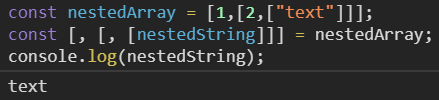 const nestedArray = [1,[2,["text"]]];
const [, [, [nestedString]]] = nestedArray;
console.log(nestedString);
text